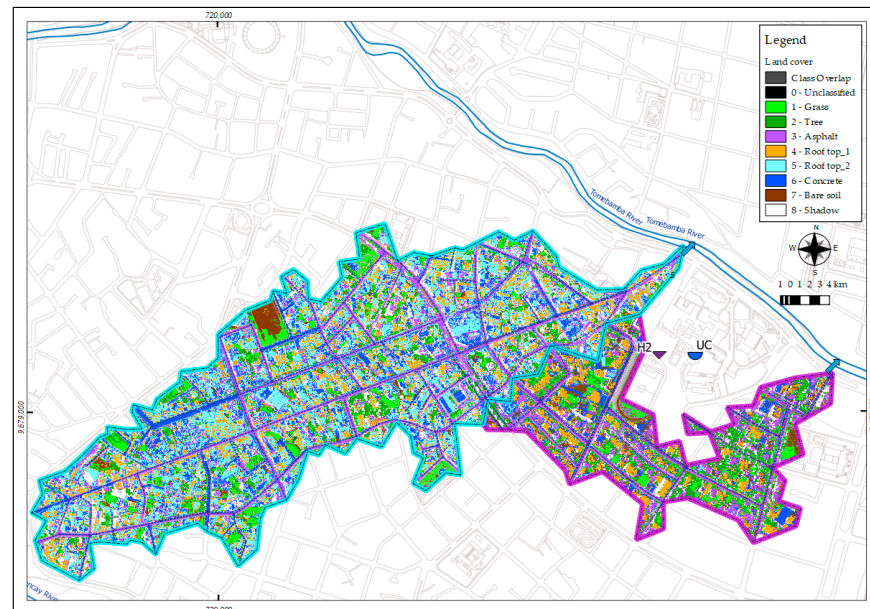 720,000
Legend
Land cover
Class Overlap
0 - Unclassified
1 - Grass
2 - Tree
3 - Asphalt
4 - Roof top_1
5 - Roof top_2
6 - Concrete
7 - Bare soil
8 - Shadow
Tomebamba River Tomebamba River
N
W E
S
1 0 1 2 3 4 km
H2 UC
9.679,000